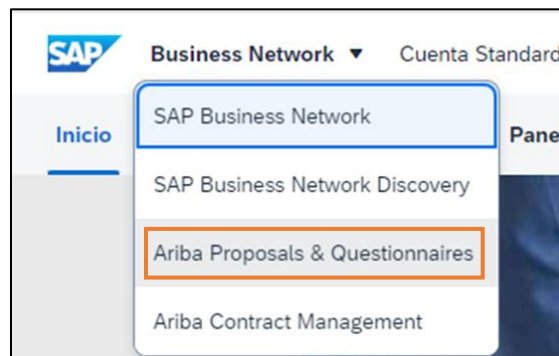 SAP Business Network ▼ Cuenta Standard
Inicio
Pane
SAP Business Network
SAP Business Network Discovery
Ariba Proposals & Questionnaires
Ariba Contract Management